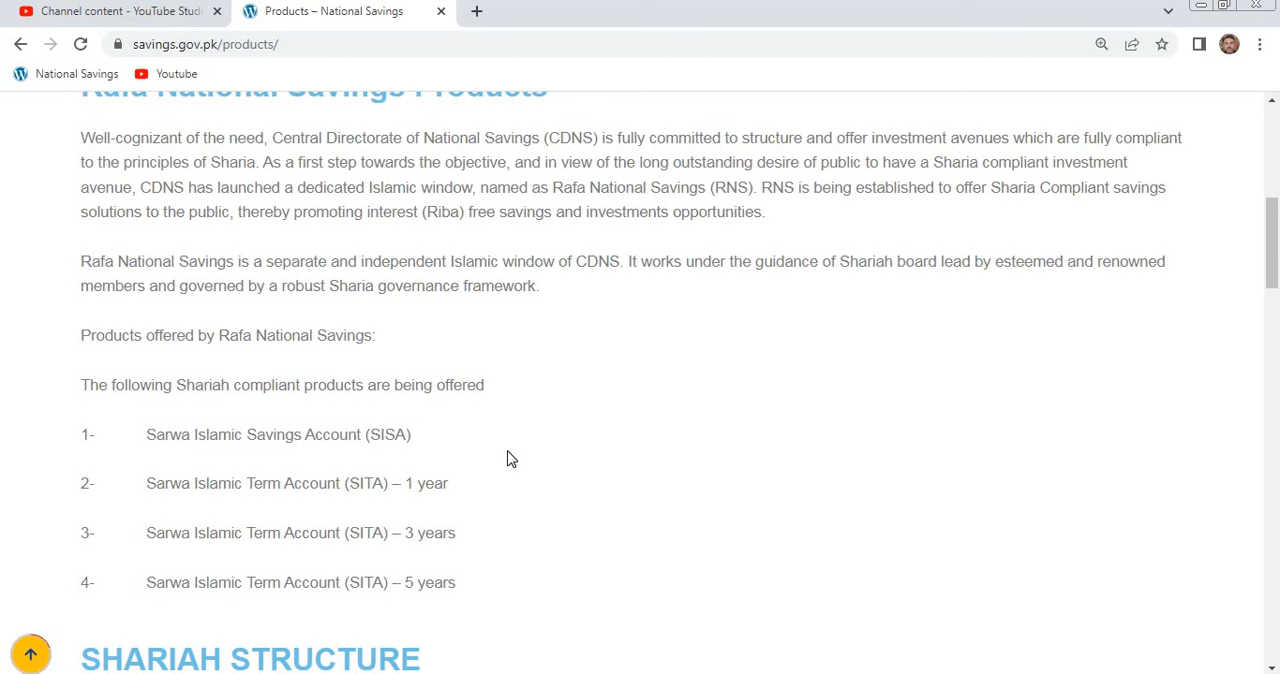 Channel content - YouTube Stud
Products – National Savings
savings.gov.pk/products/
National Savings
Youtube
Rafa National Savings Products
Well-cognizant of the need, Central Directorate of National Savings (CDNS) is fully committed to structure and offer investment avenues which are fully compliant
to the principles of Sharia. As a first step towards the objective, and in view of the long outstanding desire of public to have a Sharia compliant investment
avenue, CDNS has launched a dedicated Islamic window, named as Rafa National Savings (RNS). RNS is being established to offer Sharia Compliant savings
solutions to the public, thereby promoting interest (Riba) free savings and investments opportunities.
Rafa National Savings is a separate and independent Islamic window of CDNS. It works under the guidance of Shariah board lead by esteemed and renowned
members and governed by a robust Sharia governance framework.
Products offered by Rafa National Savings:
The following Shariah compliant products are being offered
1- Sarwa Islamic Savings Account (SISA)
2- Sarwa Islamic Term Account (SITA) – 1 year
3- Sarwa Islamic Term Account (SITA) – 3 years
4- Sarwa Islamic Term Account (SITA) – 5 years
SHARIAH STRUCTURE